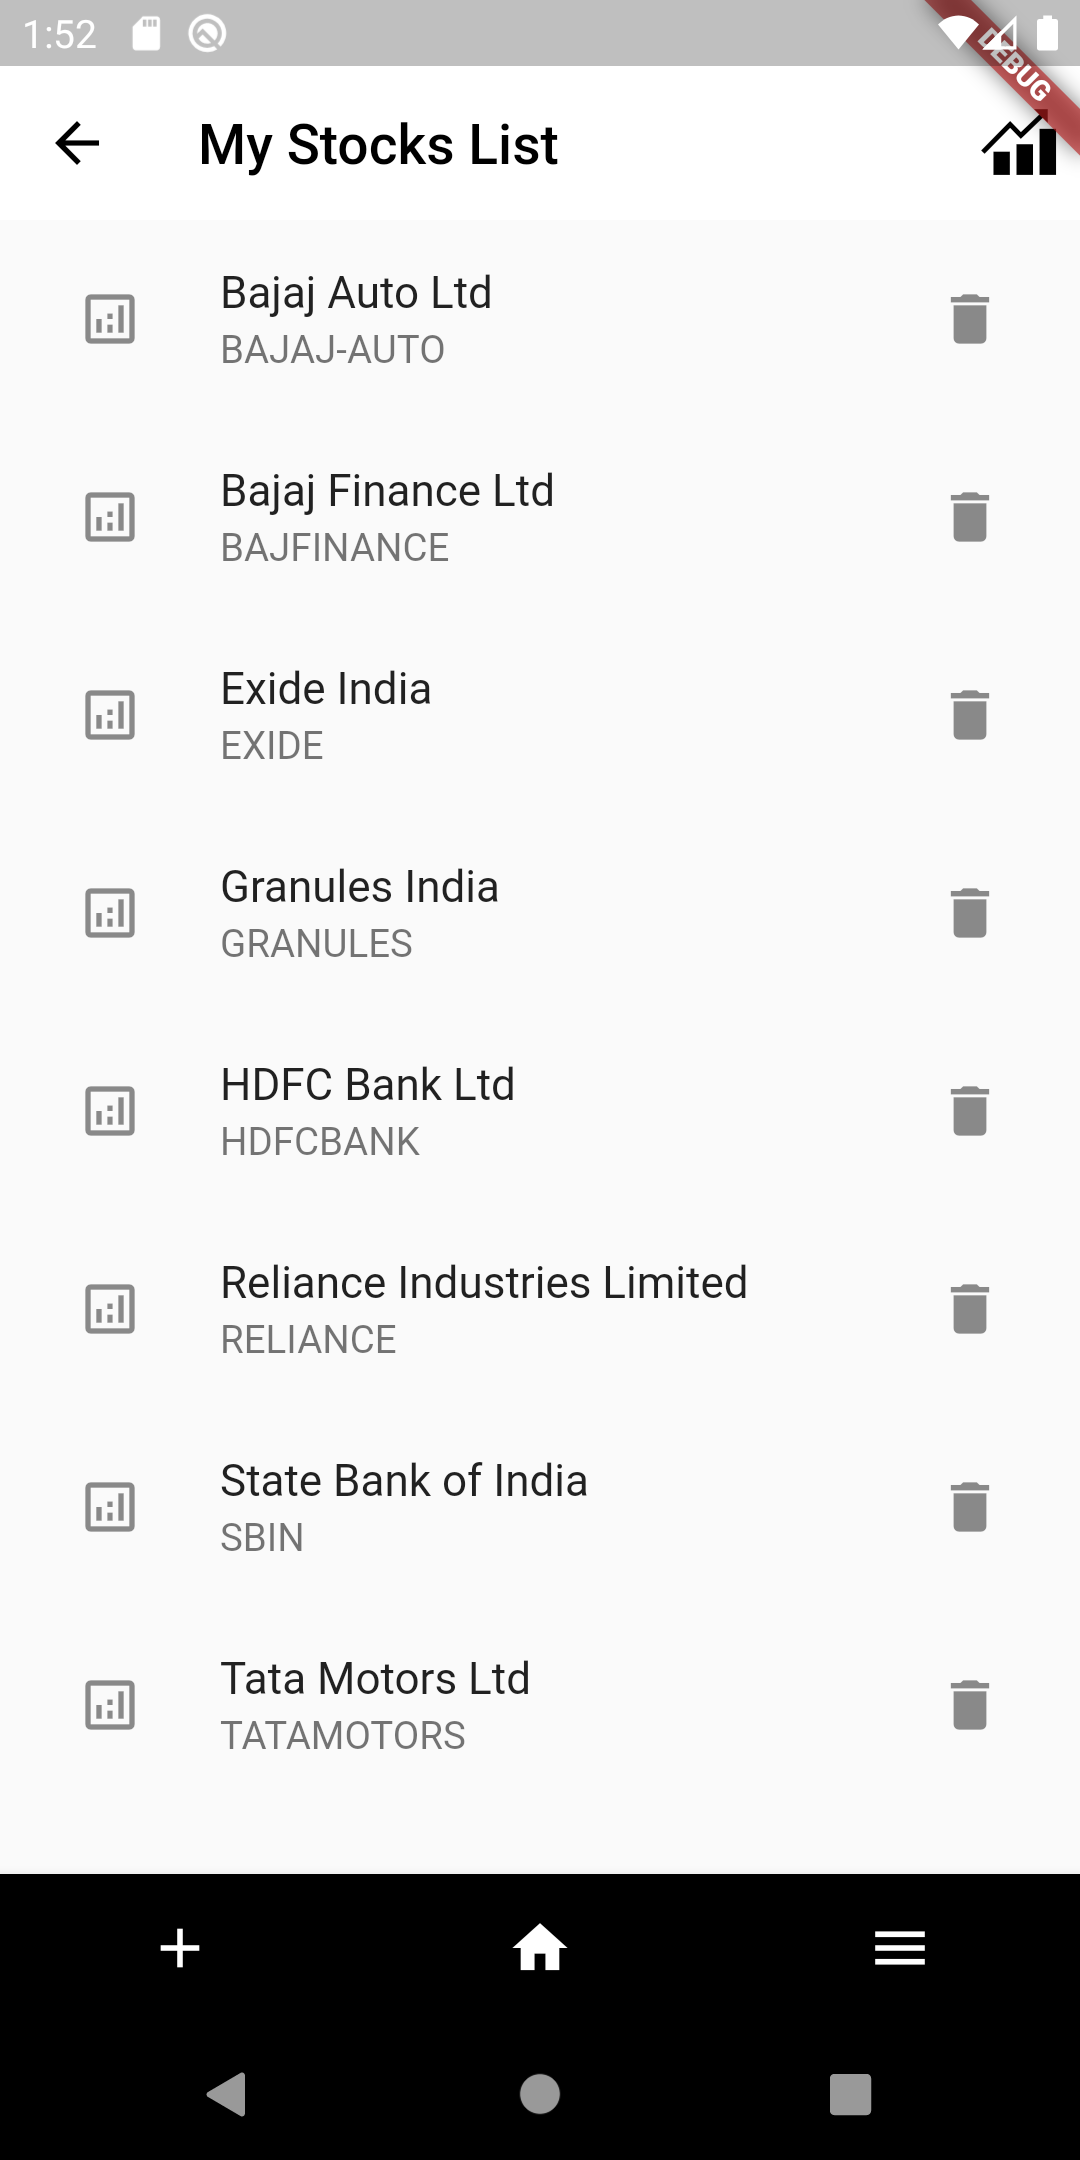 1:52
DEBUG
My Stocks List
Bajaj Auto Ltd
BAJAJ-AUTO
Bajaj Finance Ltd
BAJFINANCE
Exide India
EXIDE
Granules India
GRANULES
HDFC Bank Ltd
HDFCBANK
Reliance Industries Limited
RELIANCE
State Bank of India
SBIN
Tata Motors Ltd
TATAMOTORS